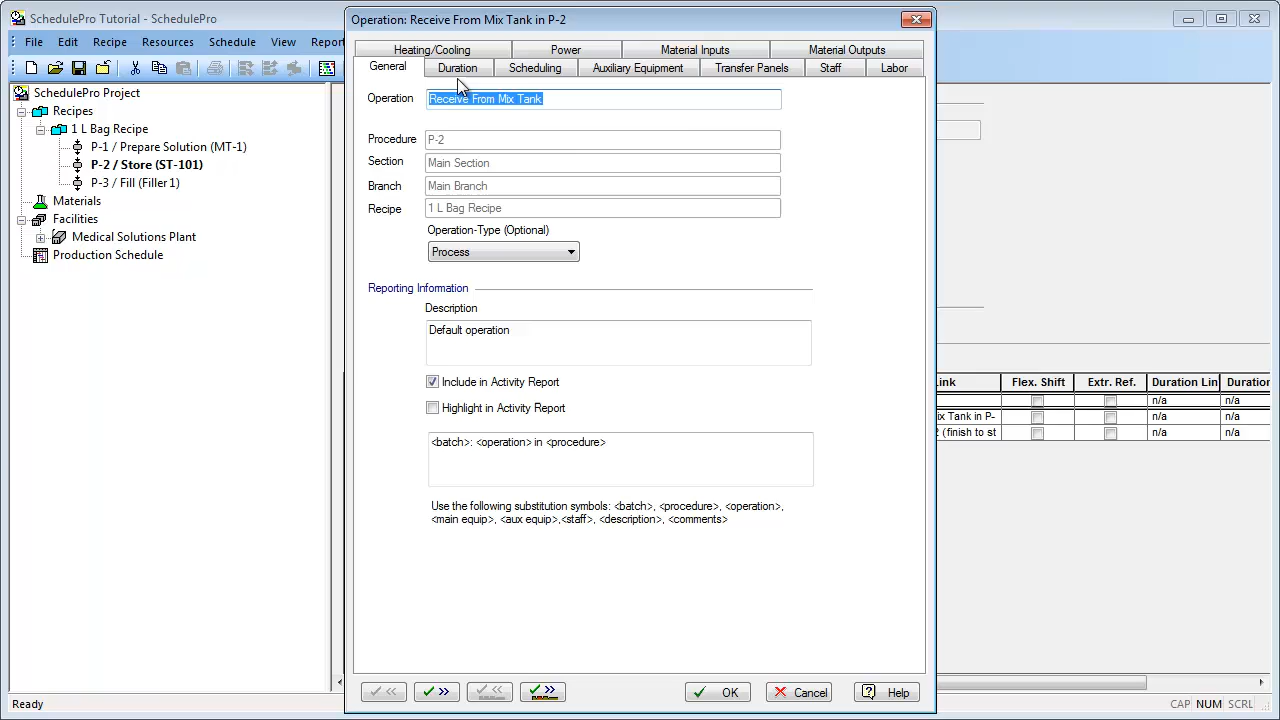 SchedulePro Tutorial - SchedulePro
File Edit Recipe Resources Schedule View Repor
SchedulePro Project
Recipes
1 L Bag Recipe
P-1 / Prepare Solution (MT-1)
P-2 / Store (ST-101)
P-3 / Fill (Filler 1)
Materials
Facilities
Medical Solutions Plant
Production Schedule
Operation: Receive From Mix Tank in P-2
Heating/Cooling Power Material Inputs Material Outputs
General Duration Scheduling Auxiliary Equipment Transfer Panels Staff Labor
Operation Receive From Mix Tank
Procedure P-2
Section Main Section
Branch Main Branch
Recipe 1 L Bag Recipe
Operation-Type (Optional)
Process
Reporting Information
Description
Default operation
Include in Activity Report
Highlight in Activity Report
<batch>: <operation> in <procedure>
Use the following substitution symbols: <batch>, <procedure>, <operation>,
<main equip>, <aux equip>,<staff>, <description>, <comments>
OK Cancel Help
ink Flex. Shift Extr. Ref. Duration Lin Duration
n/a n/a
ix Tank in P- n/a n/a
2 (finish to st n/a n/a
Ready CAP NUM SCRL